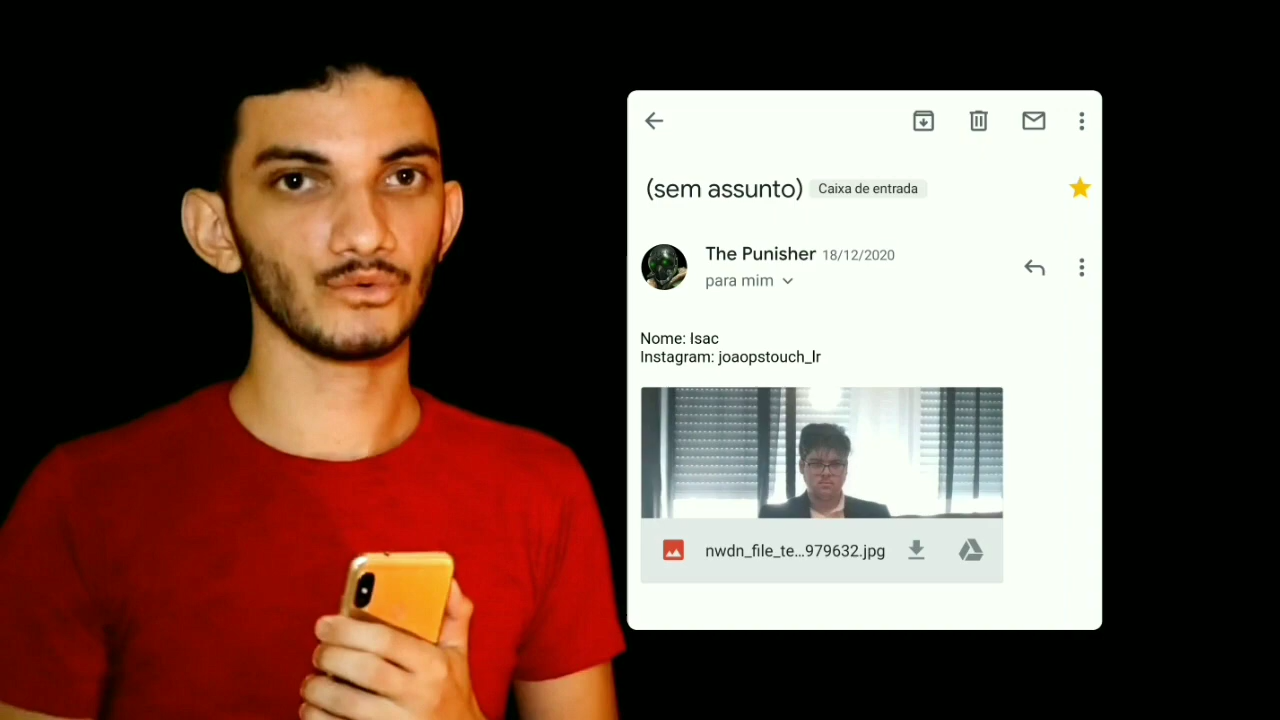 (sem assunto) Caixa de entrada
The Punisher 18/12/2020
para mim
Nome: Isac
Instagram: joaopstouch_lr
nwdn_file_te...979632.jpg